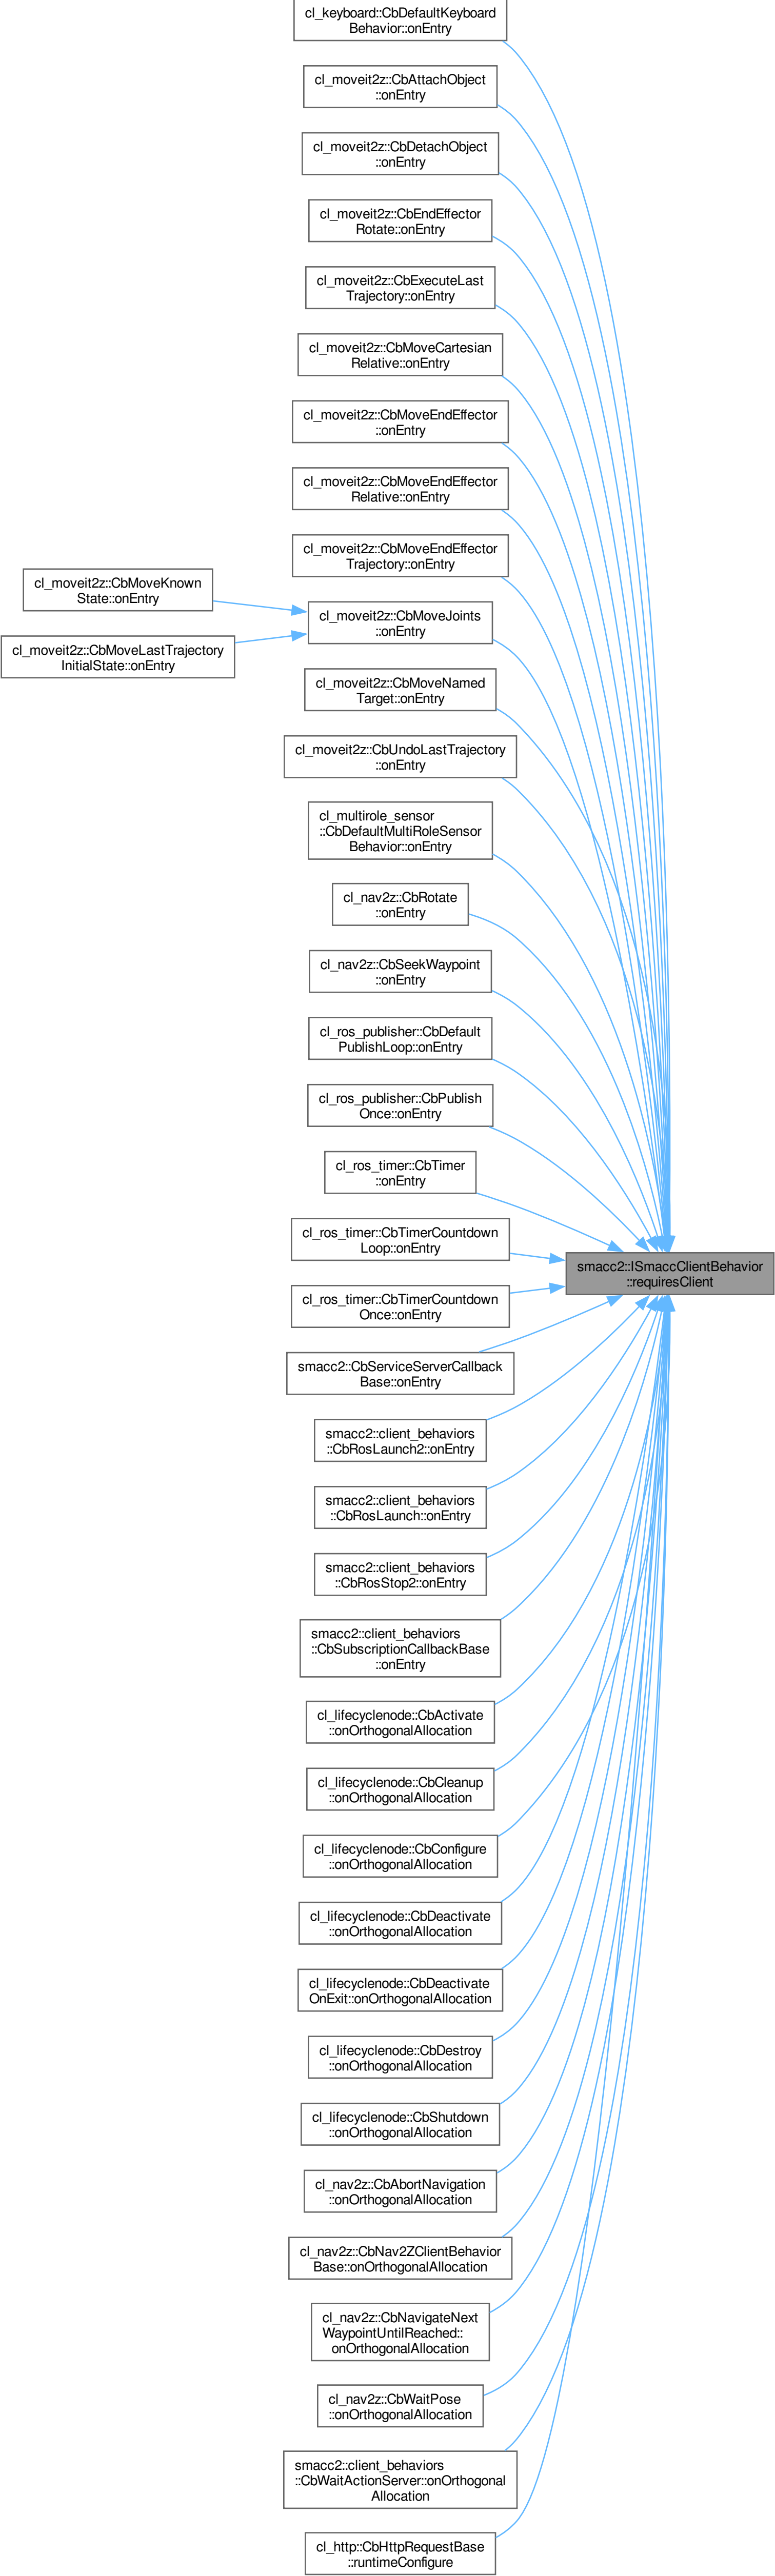 cl_keyboard::CbDefaultKeyboard
Behavior::onEntry
cl_moveit2z::CbAttachObject
::onEntry
cl_moveit2z::CbDetachObject
::onEntry
cl_moveit2z::CbEndEffector
Rotate::onEntry
cl_moveit2z::CbExecuteLast
Trajectory::onEntry
cl_moveit2z::CbMoveCartesian
Relative::onEntry
cl_moveit2z::CbMoveEndEffector
::onEntry
cl_moveit2z::CbMoveEndEffector
Relative::onEntry
cl_moveit2z::CbMoveEndEffector
Trajectory::onEntry
cl_moveit2z::CbMoveKnown
State::onEntry
cl_moveit2z::CbMoveJoints
::onEntry
cl_moveit2z::CbMoveLastTrajectory
InitialState::onEntry
cl_moveit2z::CbMoveNamed
Target::onEntry
cl_moveit2z::CbUndoLastTrajectory
::onEntry
cl_multirole_sensor
::CbDefaultMultiRoleSensor
Behavior::onEntry
cl_nav2z::CbRotate
::onEntry
cl_nav2z::CbSeekWaypoint
::onEntry
cl_ros_publisher::CbDefault
PublishLoop::onEntry
cl_ros_publisher::CbPublish
Once::onEntry
cl_ros_timer::CbTimer
::onEntry
cl_ros_timer::CbTimerCountdown
Loop::onEntry
smacc2::ISmaccClientBehavior
::requiresClient
cl_ros_timer::CbTimerCountdown
Once::onEntry
smacc2::CbServiceServerCallback
Base::onEntry
smacc2::client_behaviors
::CbRosLaunch2::onEntry
smacc2::client_behaviors
::CbRosLaunch::onEntry
smacc2::client_behaviors
::CbRosStop2::onEntry
smacc2::client_behaviors
::CbSubscriptionCallbackBase
::onEntry
cl_lifecyclenode::CbActivate
::onOrthogonalAllocation
cl_lifecyclenode::CbCleanup
::onOrthogonalAllocation
cl_lifecyclenode::CbConfigure
::onOrthogonalAllocation
cl_lifecyclenode::CbDeactivate
::onOrthogonalAllocation
cl_lifecyclenode::CbDeactivate
OnExit::onOrthogonalAllocation
cl_lifecyclenode::CbDestroy
::onOrthogonalAllocation
cl_lifecyclenode::CbShutdown
::onOrthogonalAllocation
cl_nav2z::CbAbortNavigation
::onOrthogonalAllocation
cl_nav2z::CbNav2ZClientBehavior
Base::onOrthogonalAllocation
cl_nav2z::CbNavigateNext
WaypointUntilReached::
onOrthogonalAllocation
cl_nav2z::CbWaitPose
::onOrthogonalAllocation
smacc2::client_behaviors
::CbWaitActionServer::onOrthogonal
Allocation
cl_http::CbHttpRequestBase
::runtimeConfigure